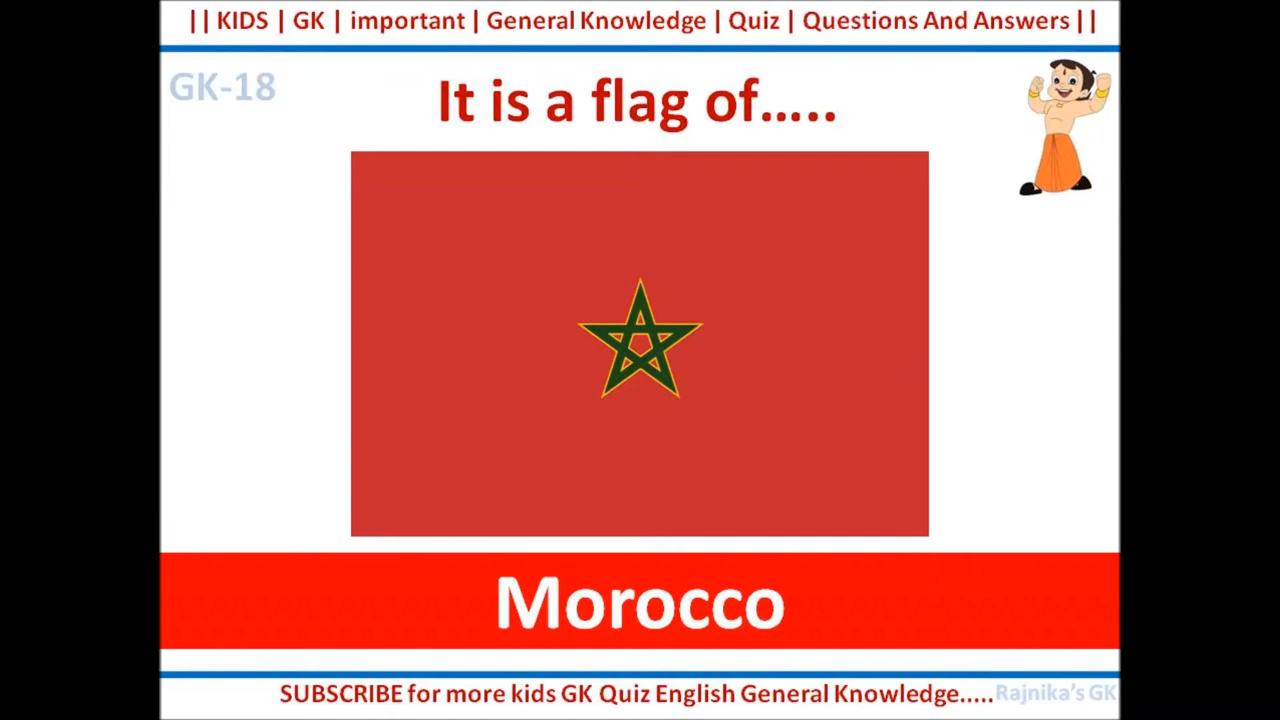 || KIDS | GK | important | General Knowledge | Quiz | Questions And Answers ||
GK-18
It is a flag of.....
Morocco
SUBSCRIBE for more kids GK Quiz English General Knowledge.....
Rajnika's GK